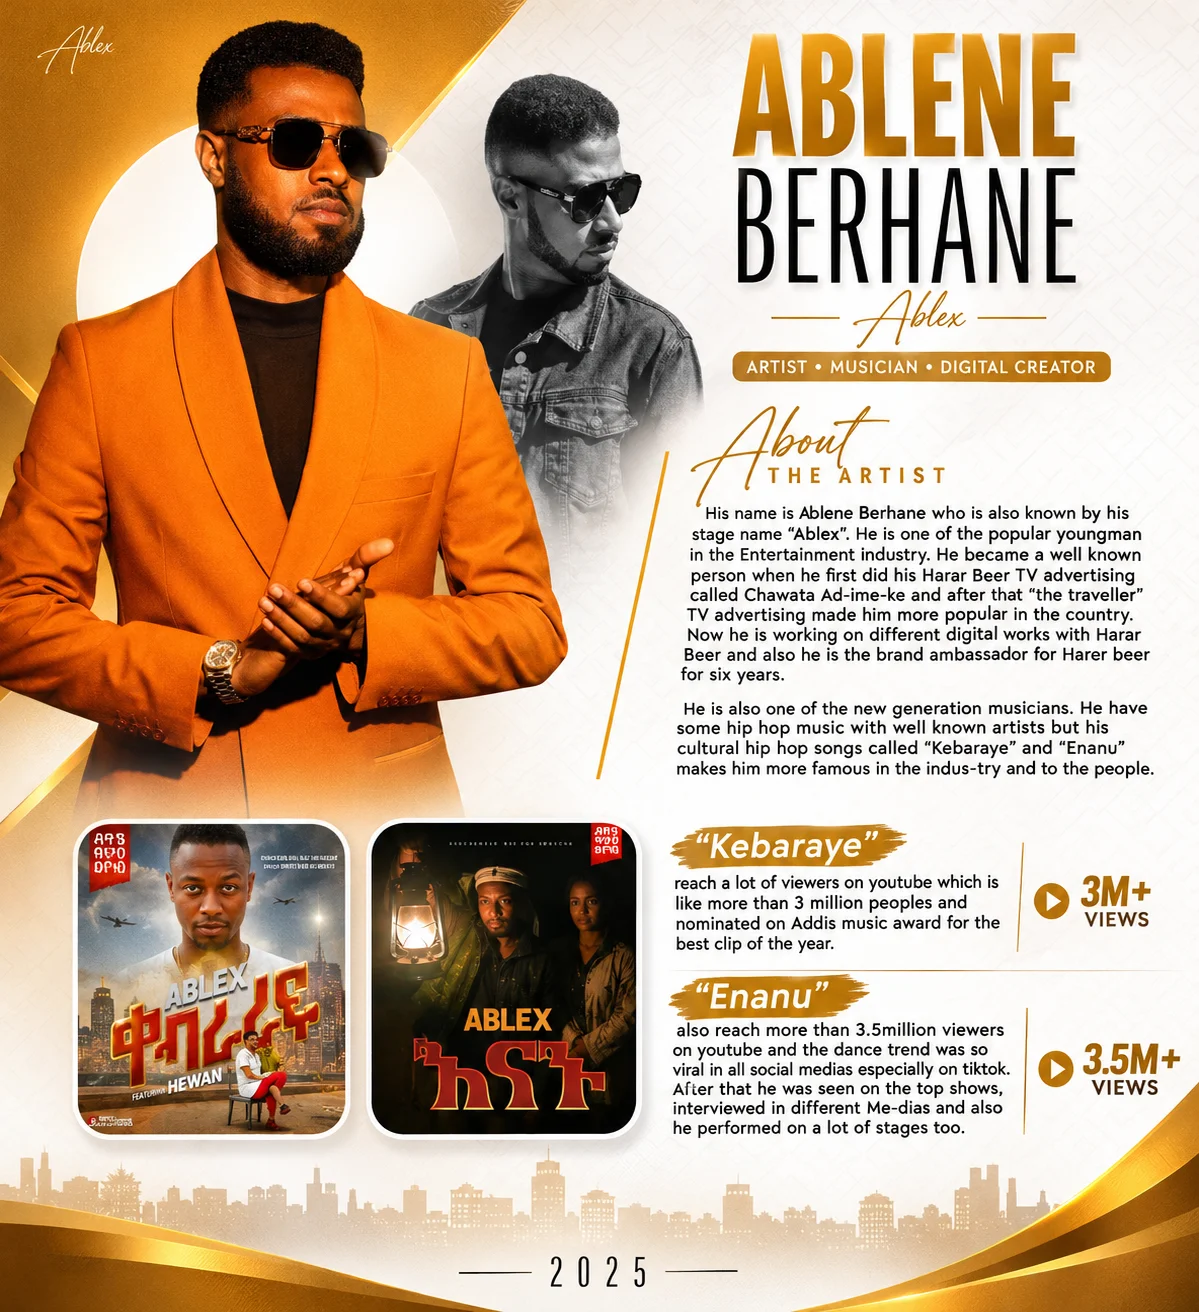 Ablex
ABLENE
BERHANE
Ablex
ARTIST • MUSICIAN • DIGITAL CREATOR
About
THE ARTIST
His name is Ablene Berhane who is also known by his
stage name “Ablex”. He is one of the popular youngman
in the Entertainment industry. He became a well known
person when he first did his Harar Beer TV advertising
called Chawata Ad-ime-ke and after that “the traveller”
TV advertising made him more popular in the country.
Now he is working on different digital works with Harar
Beer and also he is the brand ambassador for Harer beer
for six years.
He is also one of the new generation musicians. He have
some hip hop music with well known artists but his
cultural hip hop songs called “Kebaraye” and “Enanu”
makes him more famous in the indus-try and to the people.
ABLEX
FEATURING HEWAN
ABLEX
እናኑ
“Kebaraye”
reach a lot of viewers on youtube which is
like more than 3 million peoples and
nominated on Addis music award for the
best clip of the year.
3M+
VIEWS
“Enanu”
also reach more than 3.5million viewers
on youtube and the dance trend was so
viral in all social medias especially on tiktok.
After that he was seen on the top shows,
interviewed in different Me-dias and also
he performed on a lot of stages too.
3.5M+
VIEWS
2025